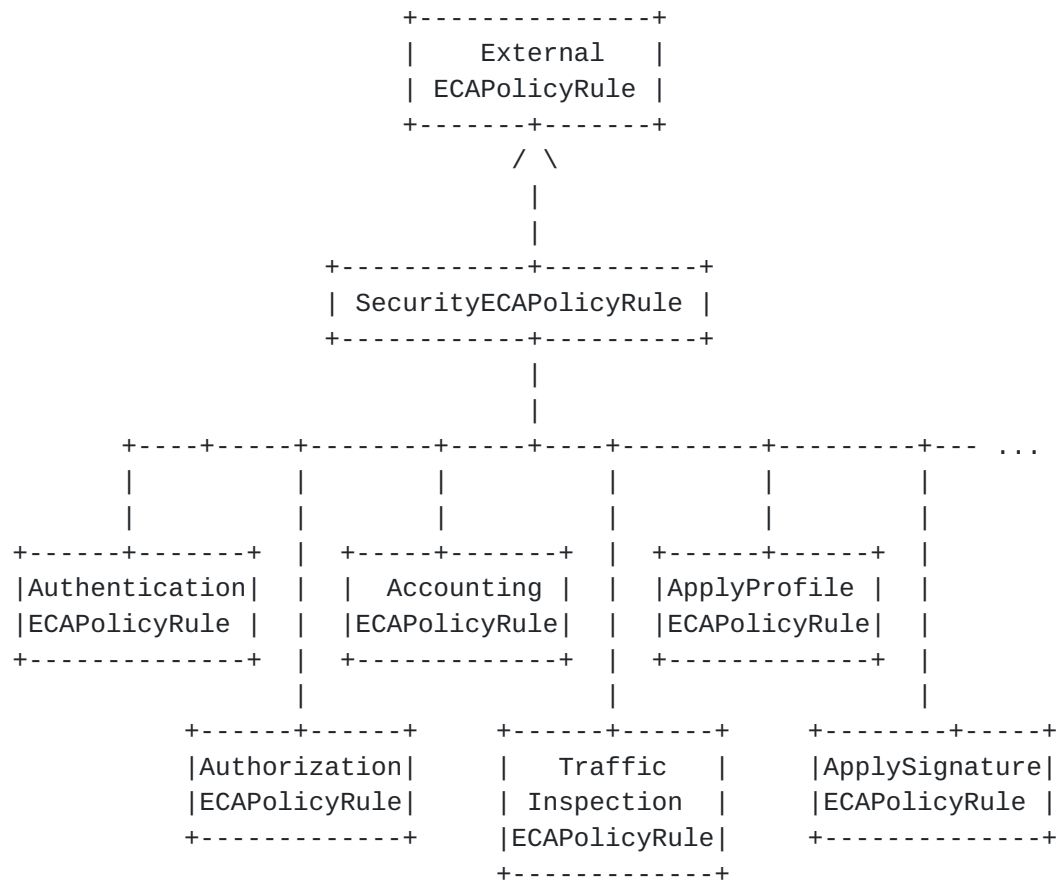 External
ECAPolicyRule
SecurityECAPolicyRule
...
Authentication
ECAPolicyRule
Accounting
ECAPolicyRule
ApplyProfile
ECAPolicyRule
Authorization
ECAPolicyRule
Traffic
Inspection
ECAPolicyRule
ApplySignature
ECAPolicyRule